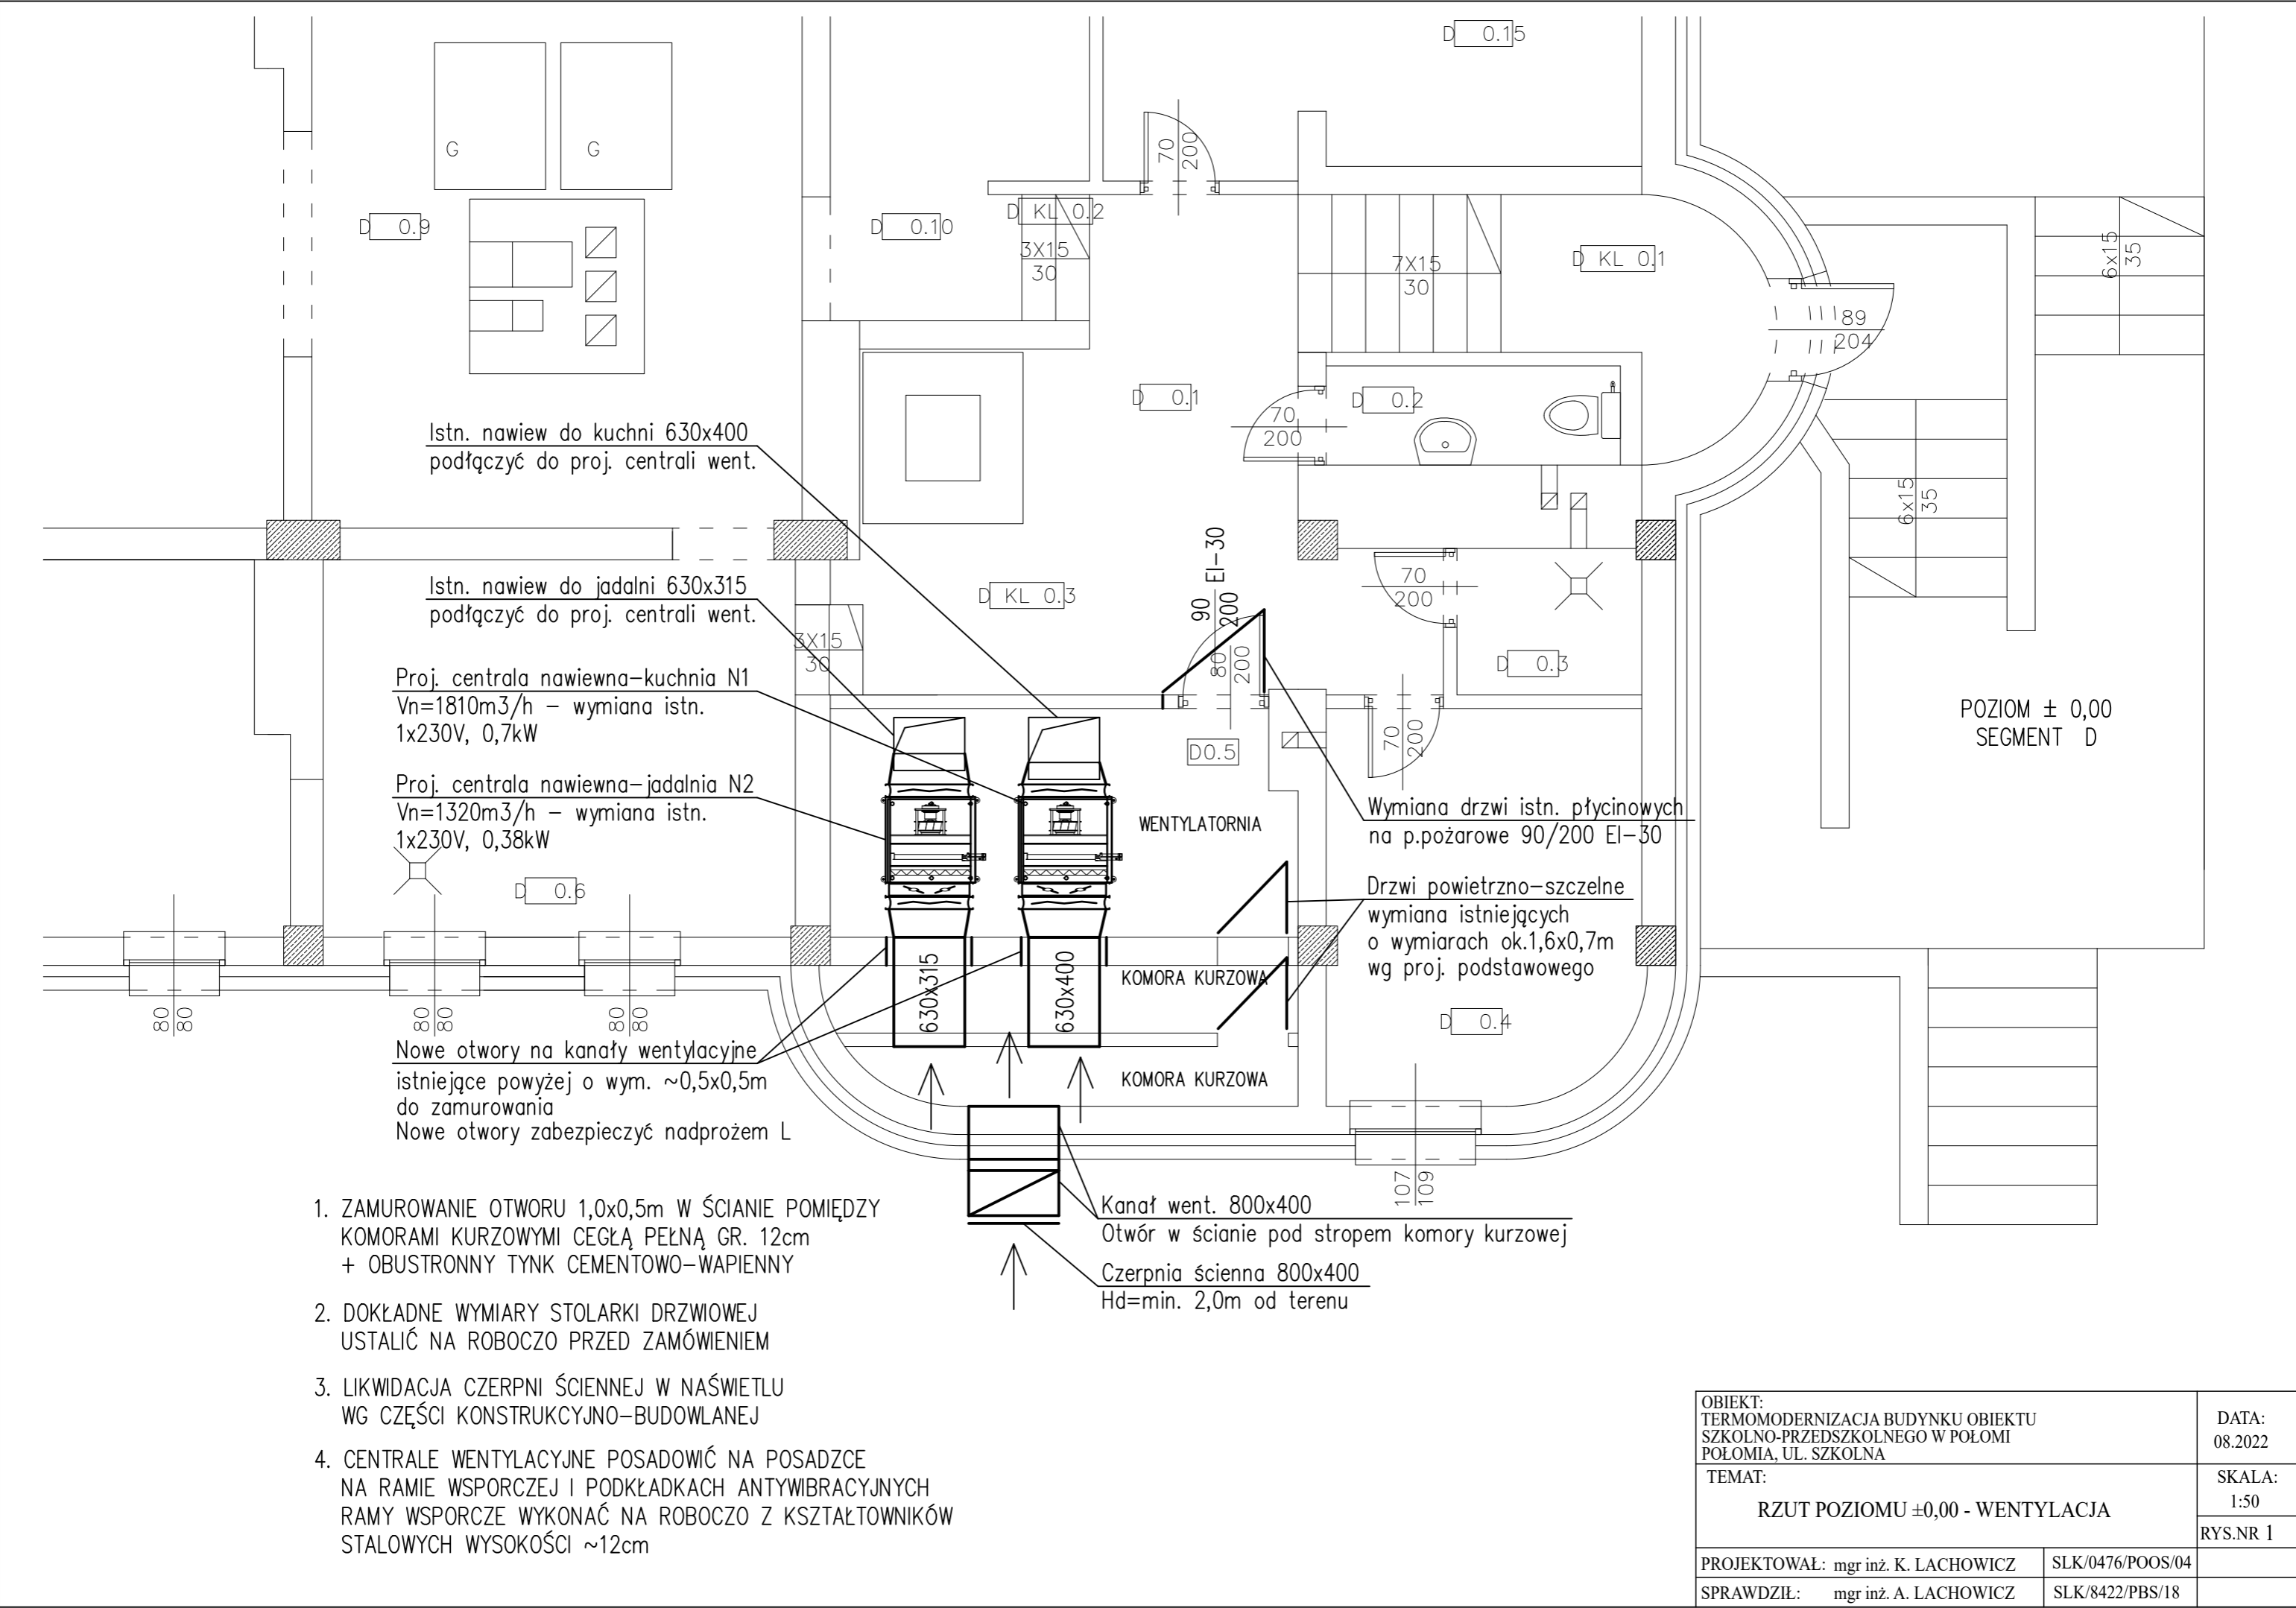 D 0.15
G
G
70
200
D 0.9
D 0.10
D KL 0.2
3X15
30
7X15
30
D KL 0.1
6x15
35
89
204
D 0.1
70
200
D 0.2
Istn. nawiew do kuchni 630x400
podłączyć do proj. centrali went.
6x15
35
90
200
EI-30
Istn. nawiew do jadalni 630x315
podłączyć do proj. centrali went.
D KL 0.3
70
200
3X15
30
80
200
D 0.3
Proj. centrala nawiewna-kuchnia N1
Vn=1810m3/h - wymiana istn.
1x230V, 0,7kW
POZIOM ± 0,00
SEGMENT D
D0.5
70
200
Proj. centrala nawiewna-jadalnia N2
Vn=1320m3/h - wymiana istn.
1x230V, 0,38kW
WENTYLATORNIA
Wymiana drzwi istn. płycinowych
na p.pożarowe 90/200 EI-30
D 0.6
Drzwi powietrzno-szczelne
wymiana istniejących
o wymiarach ok.1,6x0,7m
wg proj. podstawowego
630x315
630x400
KOMORA KURZOWA
80
80
80
80
80
80
D 0.4
Nowe otwory na kanały wentylacyjne
istniejące powyżej o wym. ~0,5x0,5m
do zamurowania
Nowe otwory zabezpieczyć nadprożem L
KOMORA KURZOWA
107
109
Kanał went. 800x400
Otwór w ścianie pod stropem komory kurzowej
Czerpnia ścienna 800x400
Hd=min. 2,0m od terenu
1. ZAMUROWANIE OTWORU 1,0x0,5m W ŚCIANIE POMIĘDZY
KOMORAMI KURZOWYMI CEGŁĄ PEŁNĄ GR. 12cm
+ OBUSTRONNY TYNK CEMENTOWO-WAPIENNY
2. DOKŁADNE WYMIARY STOLARKI DRZWIOWEJ
USTALIĆ NA ROBOCZO PRZED ZAMÓWIENIEM
3. LIKWIDACJA CZERPNI ŚCIENNEJ W NAŚWIETLU
WG CZĘŚCI KONSTRUKCYJNO-BUDOWLANEJ
4. CENTRALE WENTYLACYJNE POSADOWIĆ NA POSADZCE
NA RAMIE WSPORCZEJ I PODKŁADKACH ANTYWIBRACYJNYCH
RAMY WSPORCZE WYKONAĆ NA ROBOCZO Z KSZTAŁTOWNIKÓW
STALOWYCH WYSOKOŚCI ~12cm
OBIEKT:
TERMOMODERNIZACJA BUDYNKU OBIEKTU
SZKOLNO-PRZEDSZKOLNEGO W POŁOMI
POŁOMIA, UL. SZKOLNA
DATA:
08.2022
TEMAT:
RZUT POZIOMU ±0,00 - WENTYLACJA
SKALA:
1:50
RYS.NR 1
PROJEKTOWAŁ: mgr inż. K. LACHOWICZ SLK/0476/POOS/04
SPRAWDZIŁ: mgr inż. A. LACHOWICZ SLK/8422/PBS/18